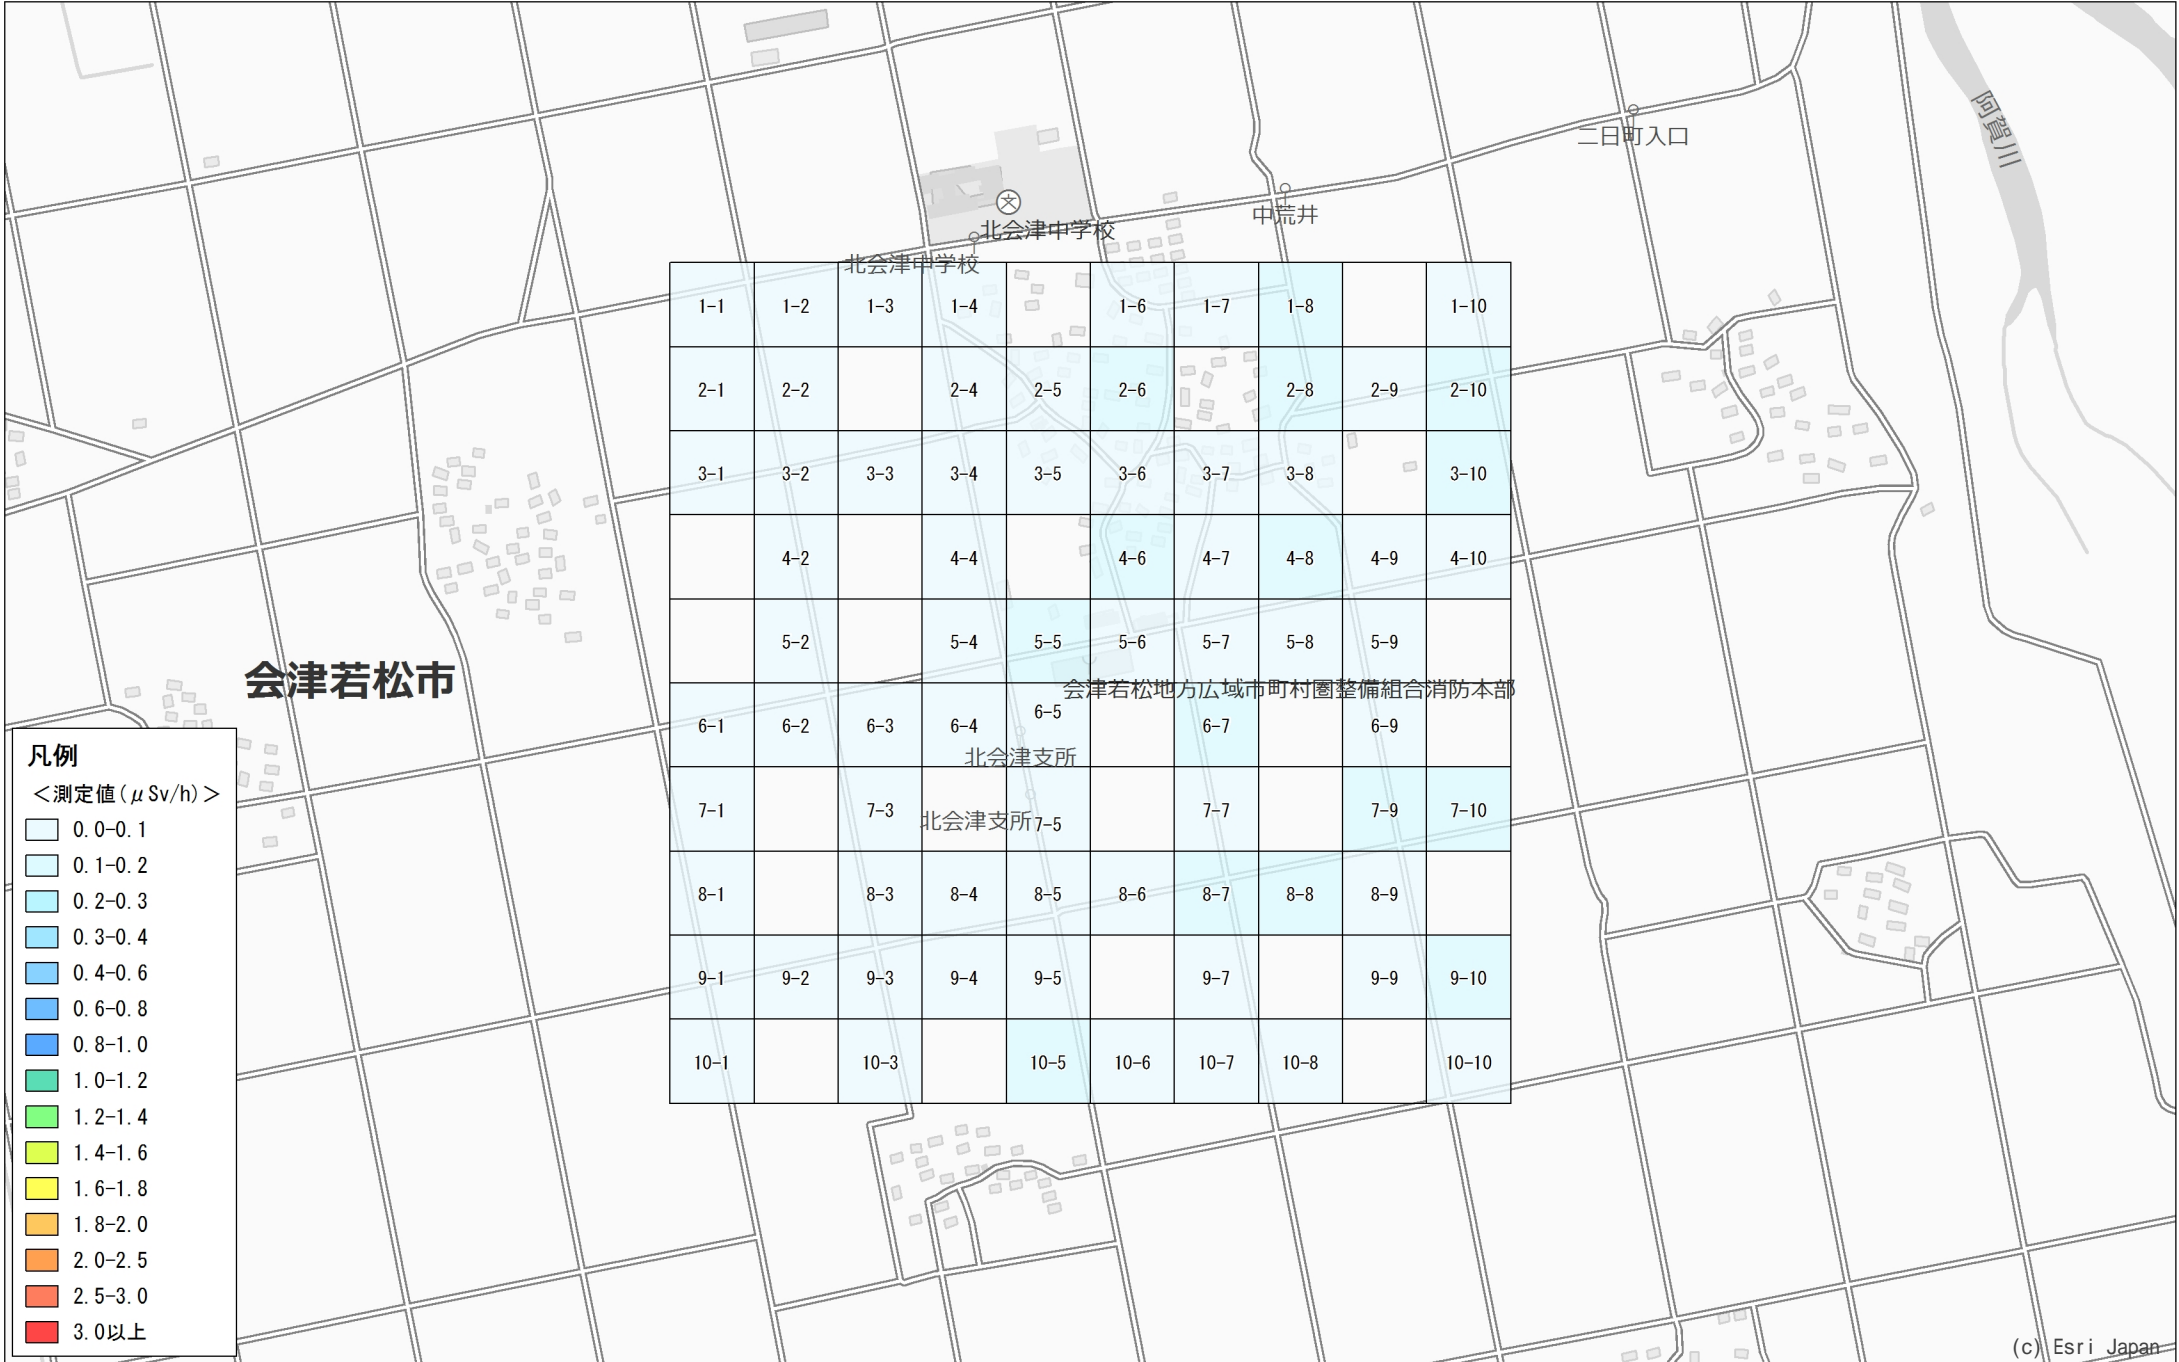 阿賀川
二日町入口
中荒井
北会津中学校
北会津中学校
1-1 1-2 1-3 1-4 1-6 1-7 1-8 1-10
2-1 2-2 2-4 2-5 2-6 2-8 2-9 2-10
3-1 3-2 3-3 3-4 3-5 3-6 3-7 3-8 3-10
4-2 4-4 4-6 4-7 4-8 4-9 4-10
5-2 5-4 5-5 5-6 5-7 5-8 5-9
会津若松市
会津若松地方広域市町村圏整備組合消防本部
6-1 6-2 6-3 6-4 6-5 6-7 6-9
北会津支所
7-1 7-3 7-5 7-7 7-9 7-10
北会津支所
8-1 8-3 8-4 8-5 8-6 8-7 8-8 8-9
9-1 9-2 9-3 9-4 9-5 9-7 9-9 9-10
10-1 10-3 10-5 10-6 10-7 10-8 10-10
凡例
＜測定値(μSv/h)＞
0.0-0.1
0.1-0.2
0.2-0.3
0.3-0.4
0.4-0.6
0.6-0.8
0.8-1.0
1.0-1.2
1.2-1.4
1.4-1.6
1.6-1.8
1.8-2.0
2.0-2.5
2.5-3.0
3.0以上
文
(c) Esri Japan